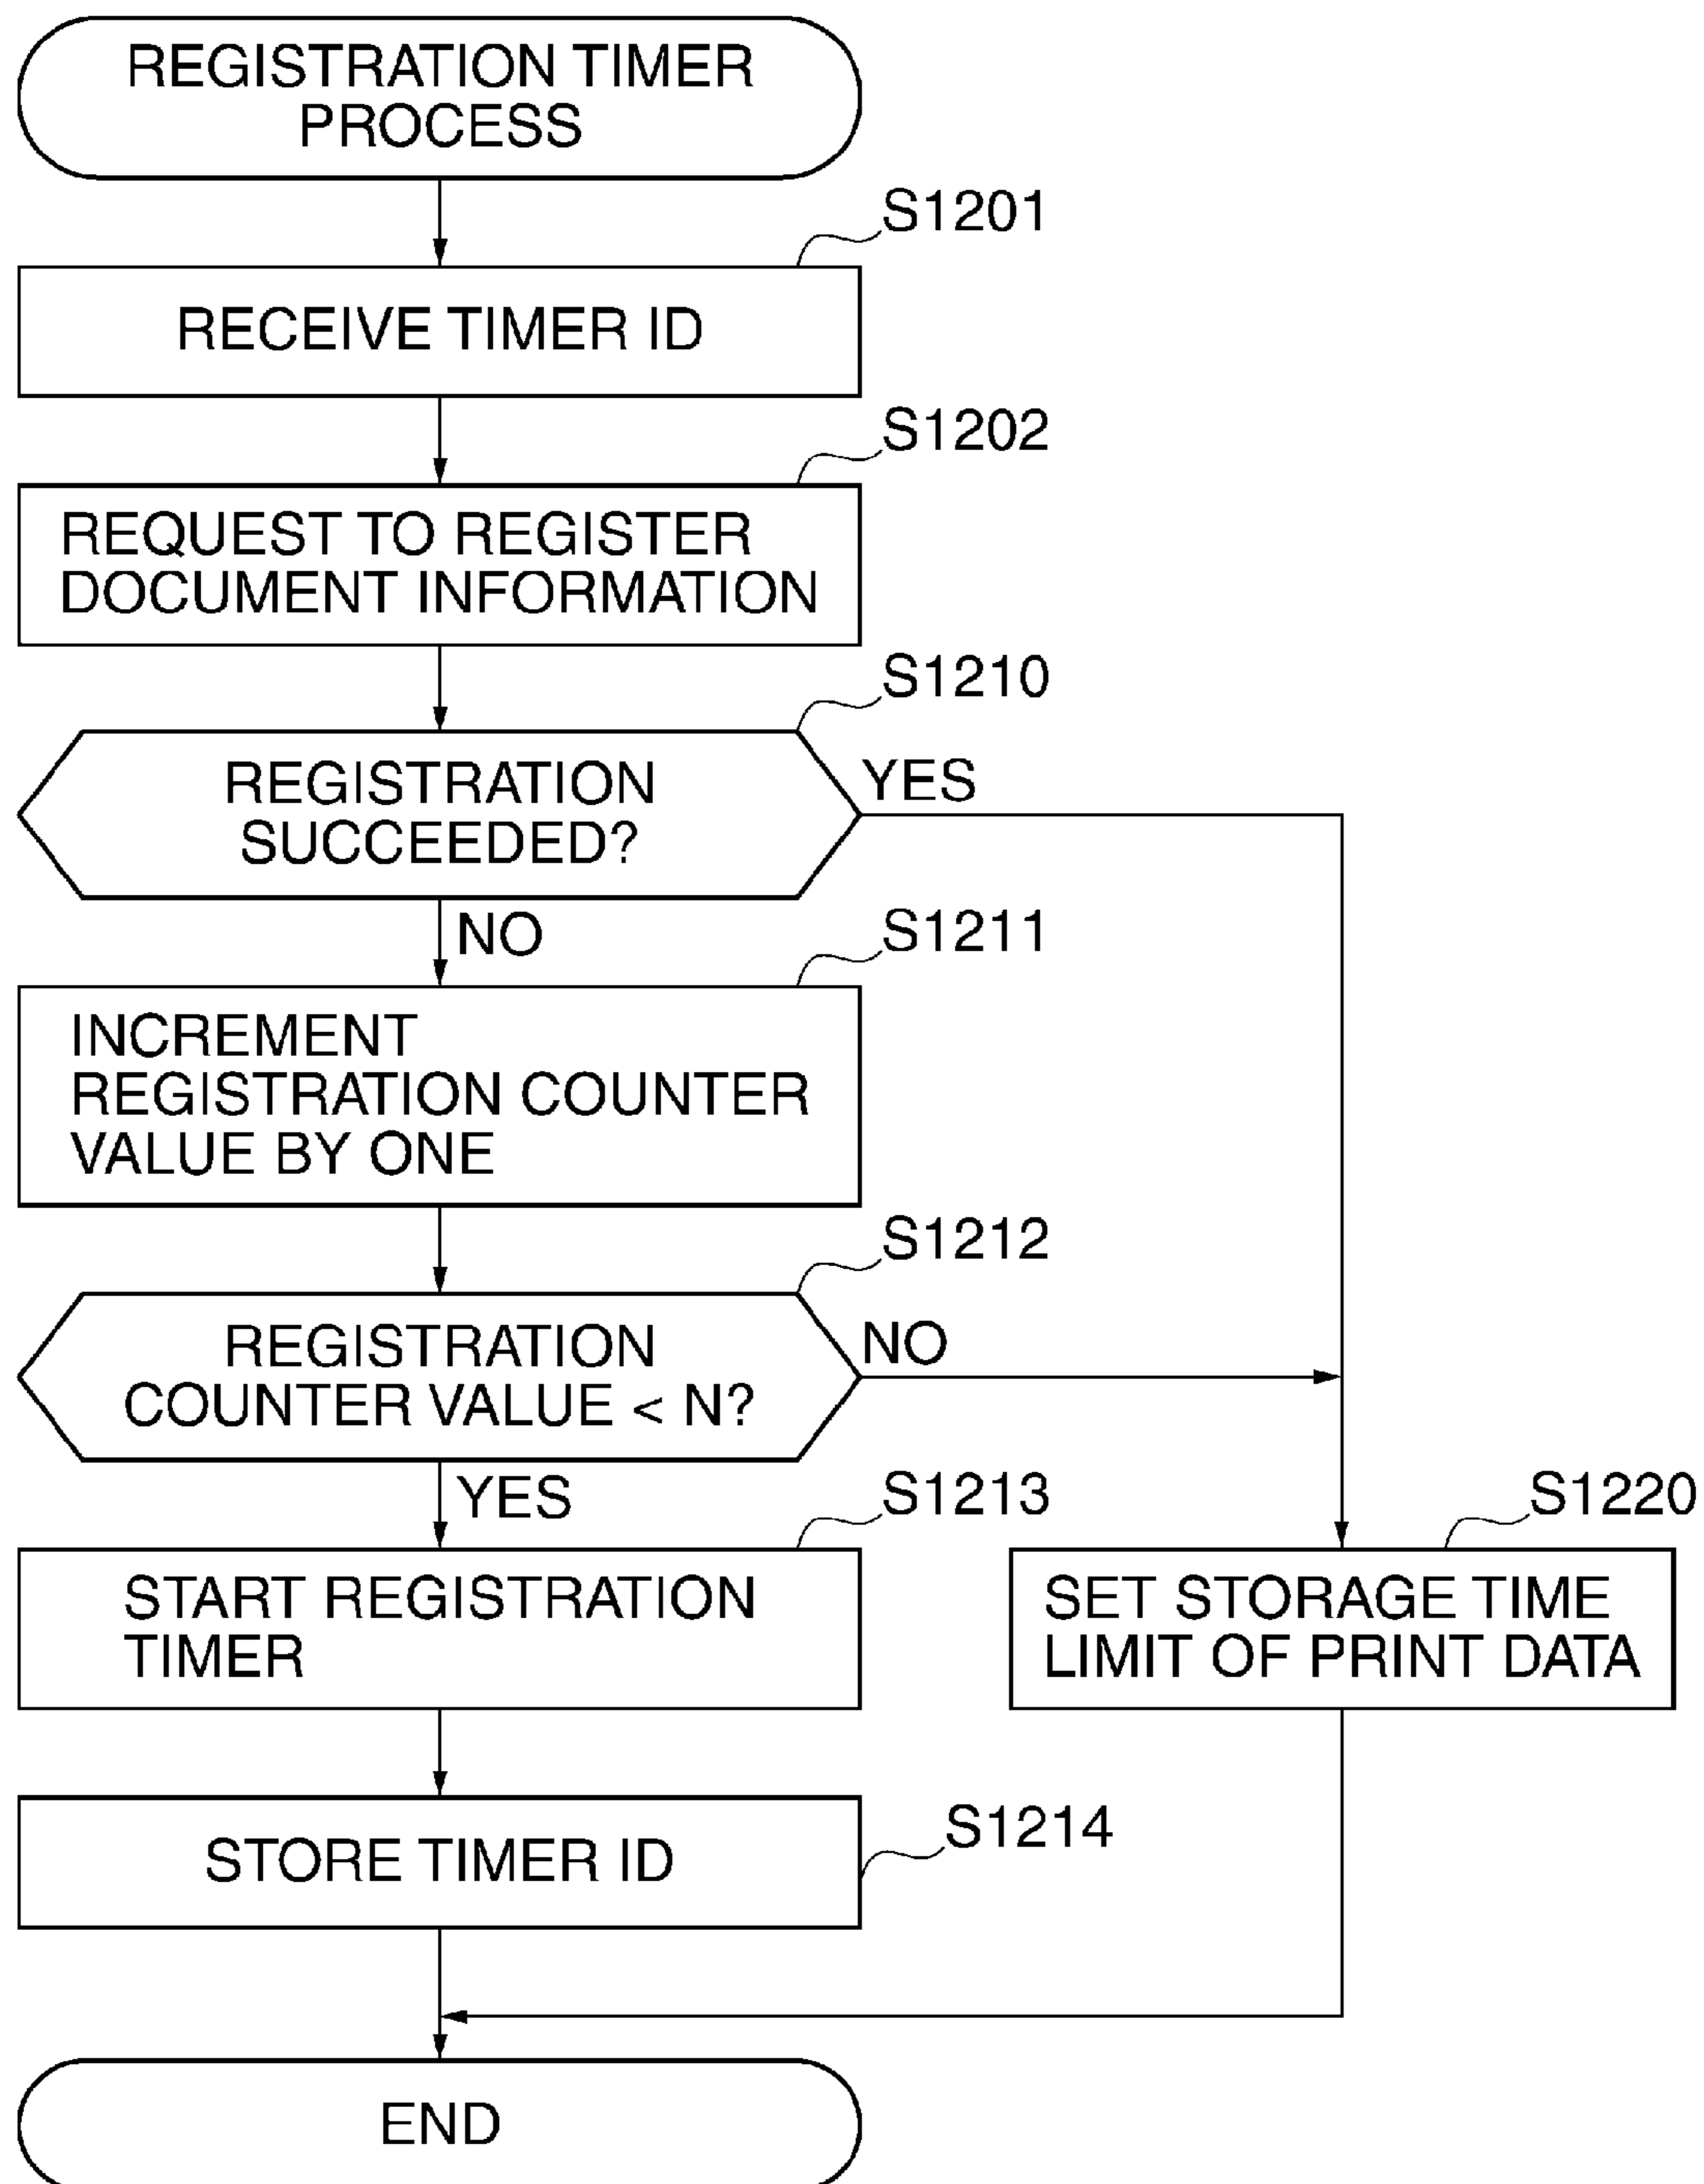 REGISTRATION TIMER
PROCESS
S1201
RECEIVE TIMER ID
S1202
REQUEST TO REGISTER
DOCUMENT INFORMATION
S1210
REGISTRATION
SUCCEEDED?
YES
NO
S1211
INCREMENT
REGISTRATION COUNTER
VALUE BY ONE
S1212
REGISTRATION
COUNTER VALUE < N?
NO
YES
S1213
START REGISTRATION
TIMER
S1220
SET STORAGE TIME
LIMIT OF PRINT DATA
S1214
STORE TIMER ID
END